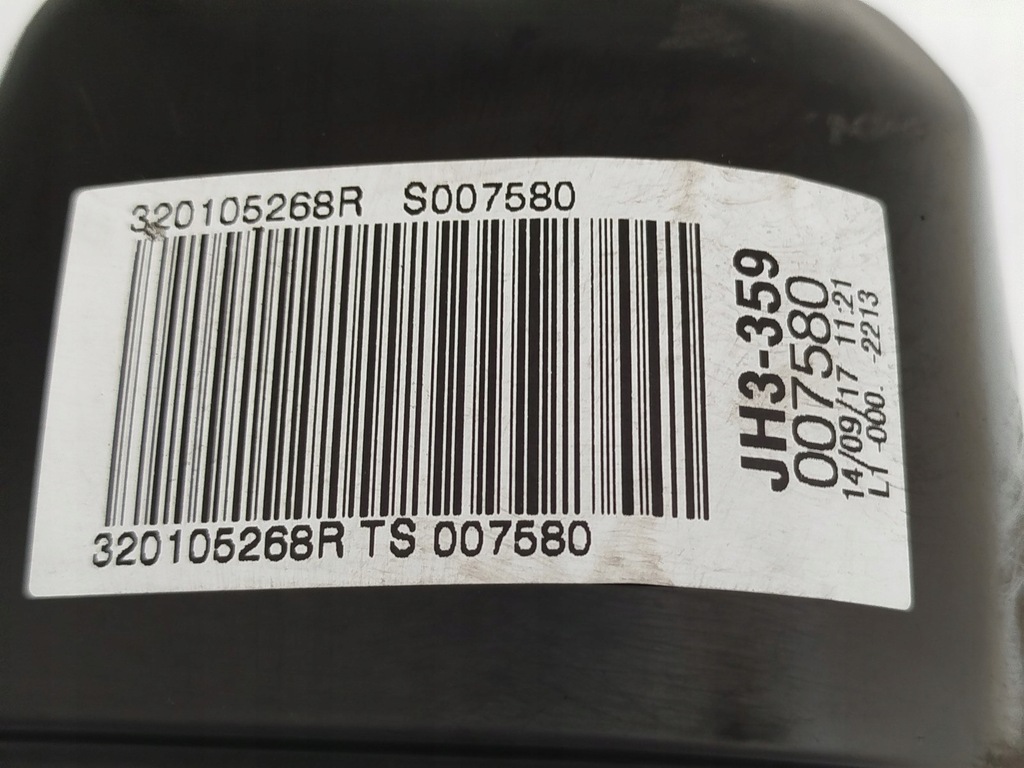 320105268R S007580
320105268R TS 007580
JH3-359
007580
14/09/17 11:21
L1 -000. -2213